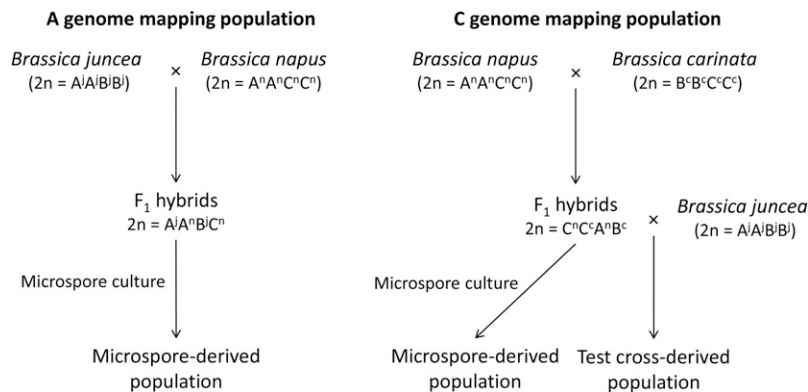 A genome mapping population
Brassica juncea × Brassica napus
(2n = AʲAʲBʲBʲ) (2n = AⁿAⁿCⁿCⁿ)
F₁ hybrids
2n = AʲAⁿBʲCⁿ
Microspore culture
Microspore-derived
population
C genome mapping population
Brassica napus × Brassica carinata
(2n = AⁿAⁿCⁿCⁿ) (2n = BᶜBᶜCᶜCᶜ)
F₁ hybrids × Brassica juncea
2n = CⁿCᶜAⁿBᶜ (2n = AʲAʲBʲBʲ)
Microspore culture
Microspore-derived Test cross-derived
population population